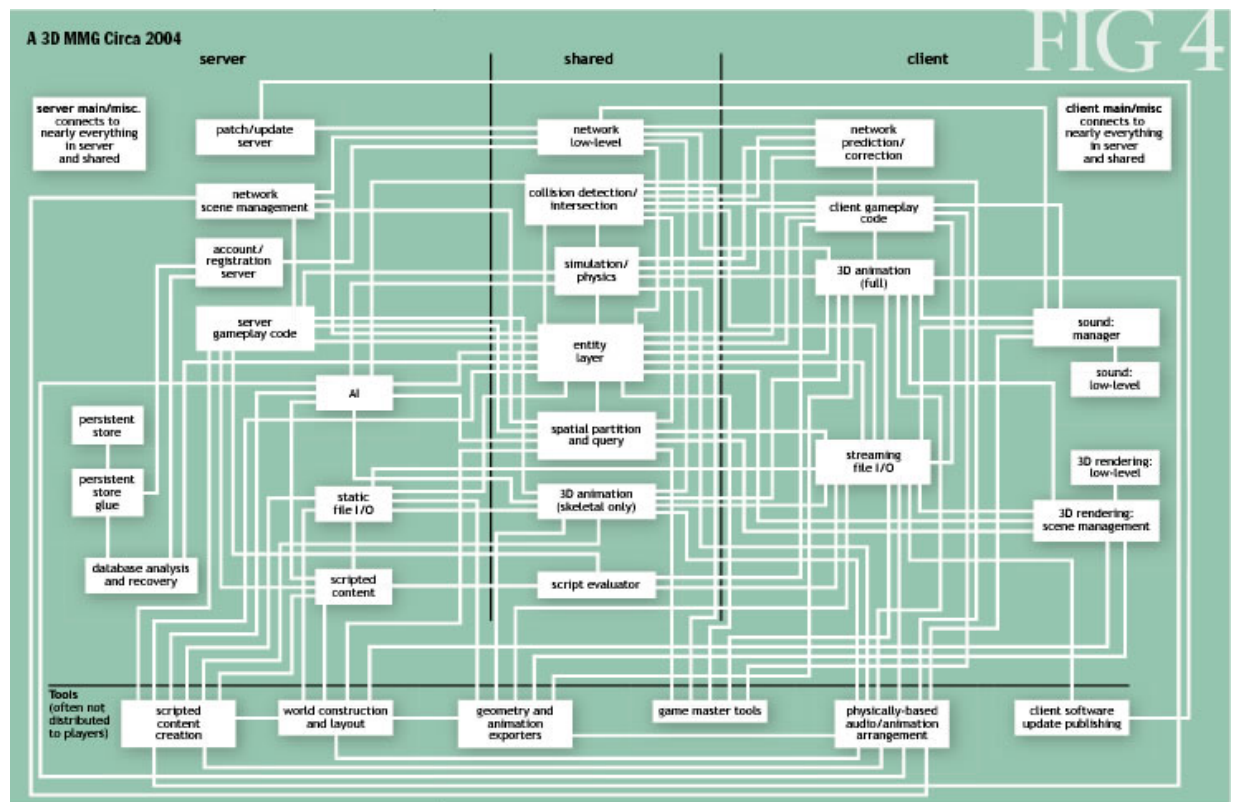 FIG 4
A 3D MMG Circa 2004
server
shared
client
server main/misc.
connects to
nearly everything
in server
and shared
patch/update
server
network
scene management
account/
registration
server
server
gameplay code
AI
persistent
store
persistent
store
glue
database analysis
and recovery
static
file I/O
scripted
content
network
low-level
collision detection/
intersection
simulation/
physics
entity
layer
spatial partition
and query
3D animation
(skeletal only)
script evaluator
network
prediction/
correction
client gameplay
code
3D animation
(full)
streaming
file I/O
client main/misc
connects to
nearly everything
in server
and shared
sound:
manager
sound:
low-level
3D rendering:
low-level
3D rendering:
scene management
Tools
(often not
distributed
to players)
scripted
content
creation
world construction
and layout
geometry and
animation
exporters
game master tools
physically-based
audio/animation
arrangement
client software
update publishing